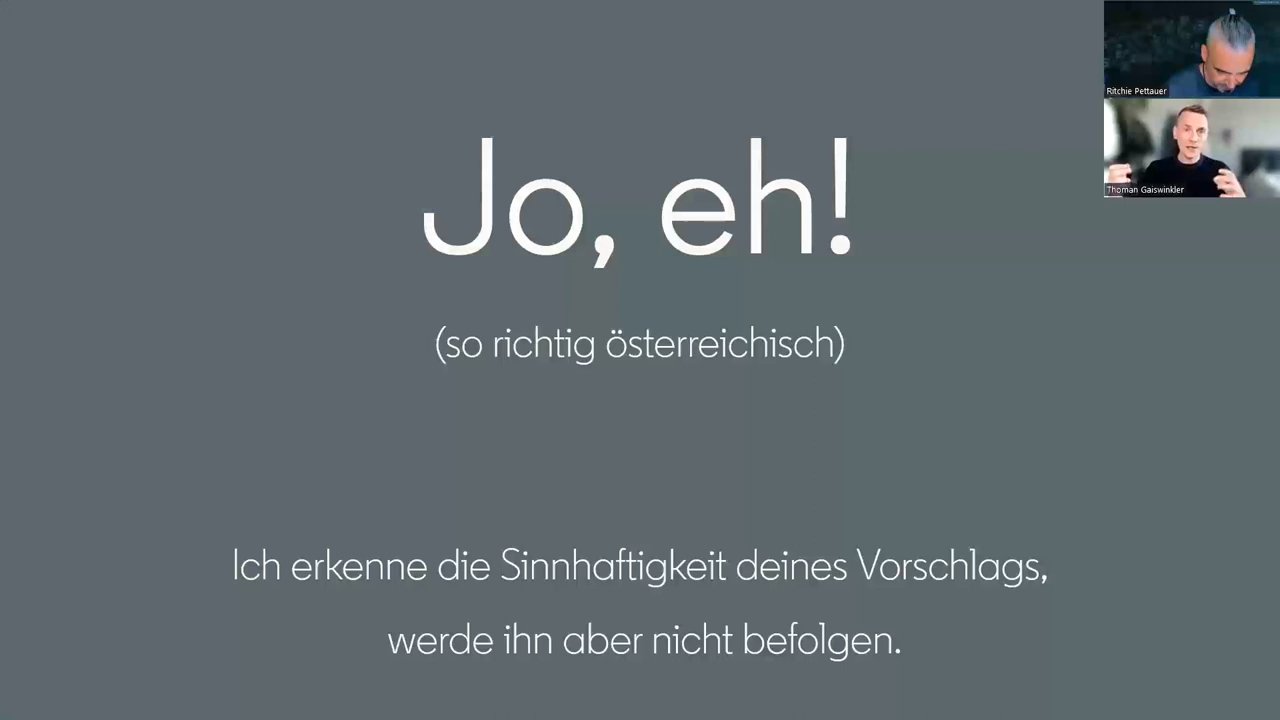 Jo, eh!
(so richtig österreichisch)
Ich erkenne die Sinnhaftigkeit deines Vorschlags,
werde ihn aber nicht befolgen.
Ritchie Pettauer
Thoman Gaiswinkler